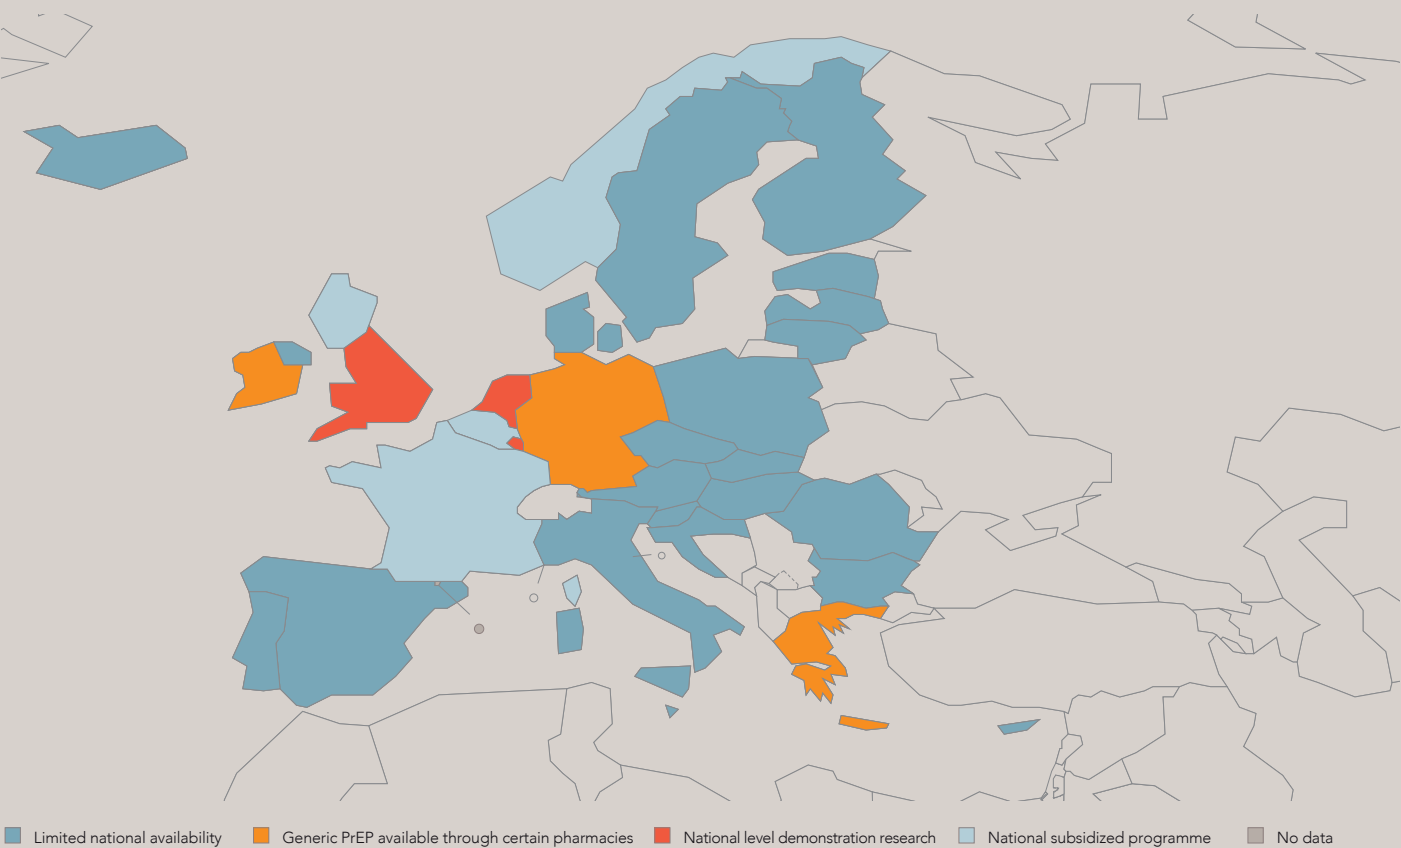 Limited national availability Generic PrEP available through certain pharmacies National level demonstration research National subsidized programme No data